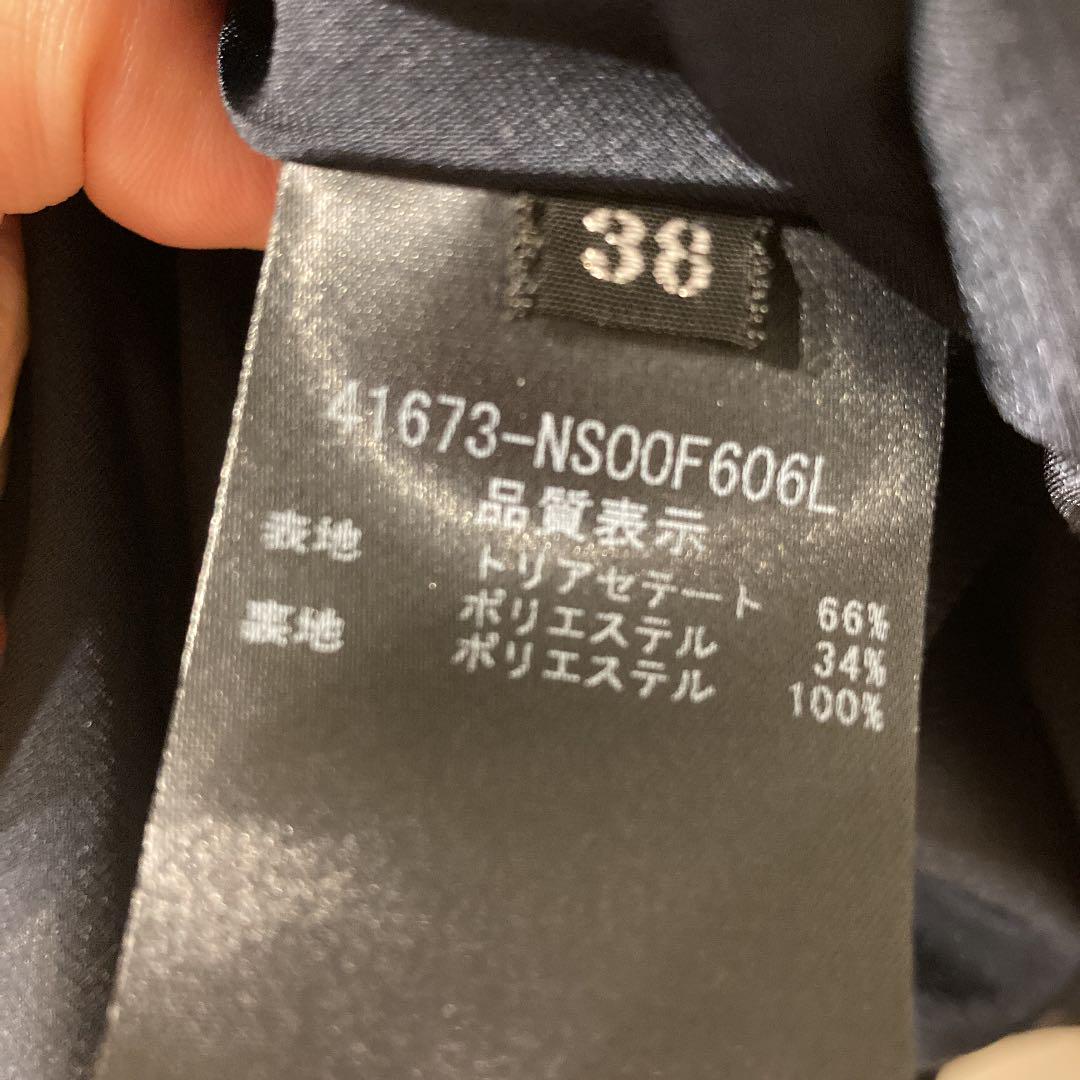 38
41673-NS00F606L
品質表示
表地 トリアセテート 66%
ポリエステル 34%
裏地 ポリエステル 100%